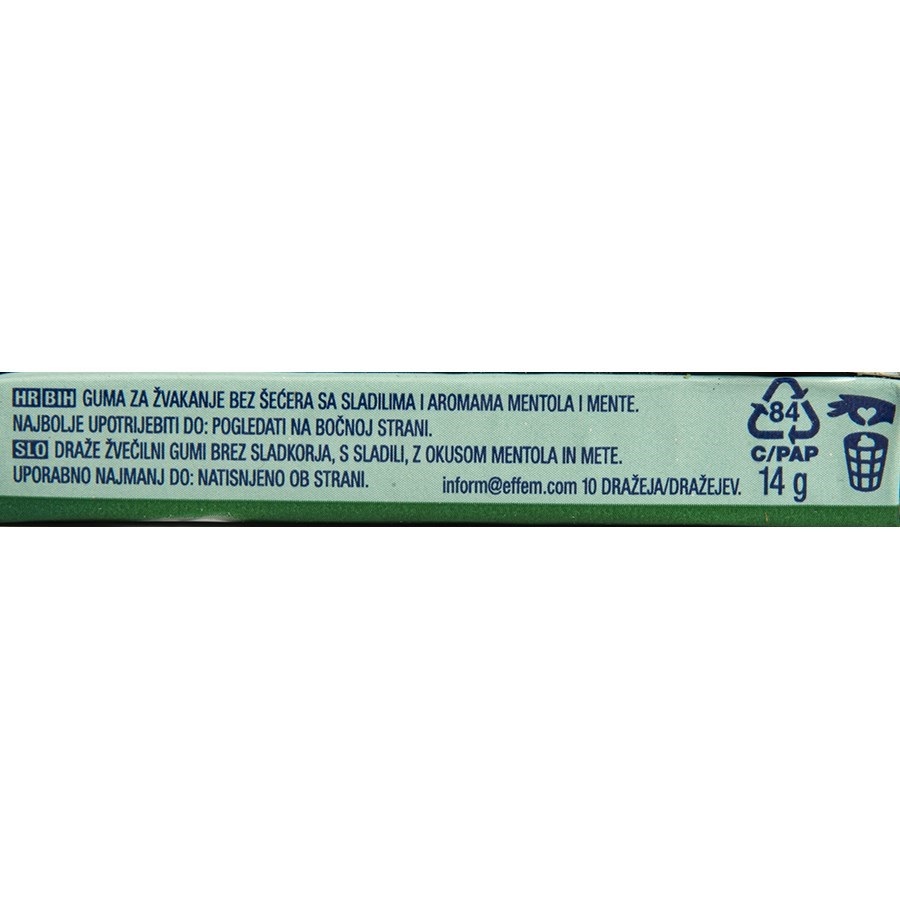 HR BIH GUMA ZA ŽVAKANJE BEZ ŠEĆERA SA SLADILIMA I AROMAMA MENTOLA I MENTE.
NAJBOLJE UPOTRIJEBITI DO: POGLEDATI NA BOČNOJ STRANI.
SLO DRAŽE ŽVEČILNI GUMI BREZ SLADKORJA, S SLADILI, Z OKUSOM MENTOLA IN METE.
UPORABNO NAJMANJ DO: NATISNJENO OB STRANI.
inform@effem.com 10 DRAŽEJA/DRAŽEJEV.
84
C/PAP
14 g